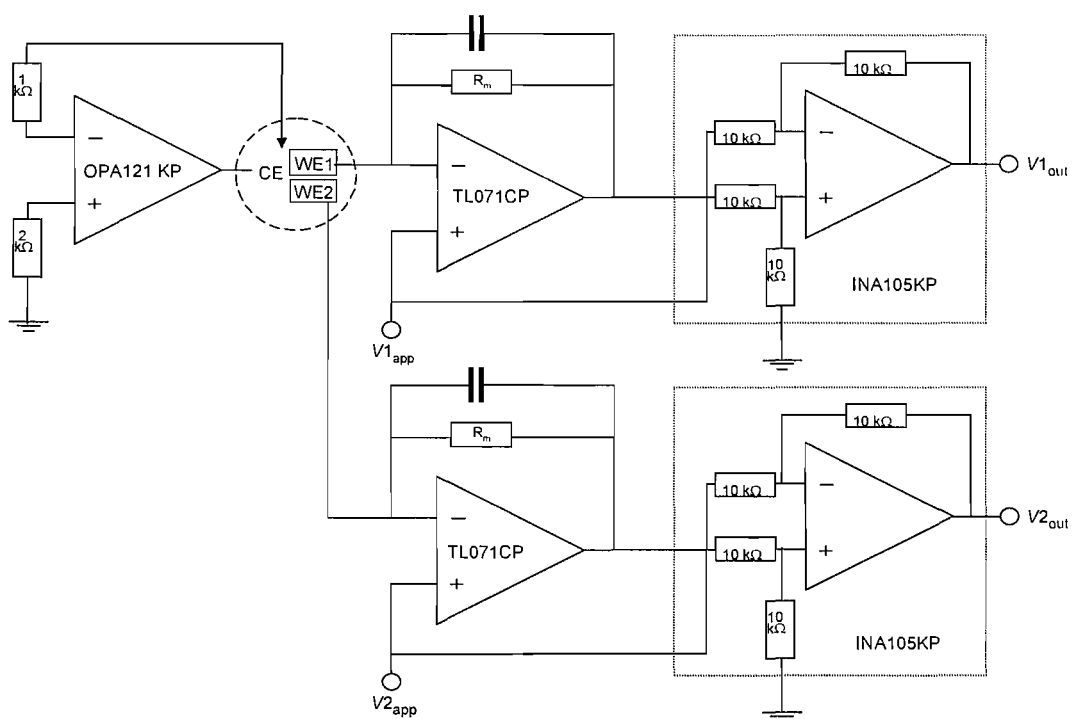 1 kΩ
−
OPA121 KP
+
2 kΩ
CE
WE1
WE2
Rm
−
TL071CP
+
V1app
10 kΩ
10 kΩ
−
10 kΩ
+
10 kΩ
INA105KP
V1out
Rm
−
TL071CP
+
V2app
10 kΩ
10 kΩ
−
10 kΩ
+
10 kΩ
INA105KP
V2out